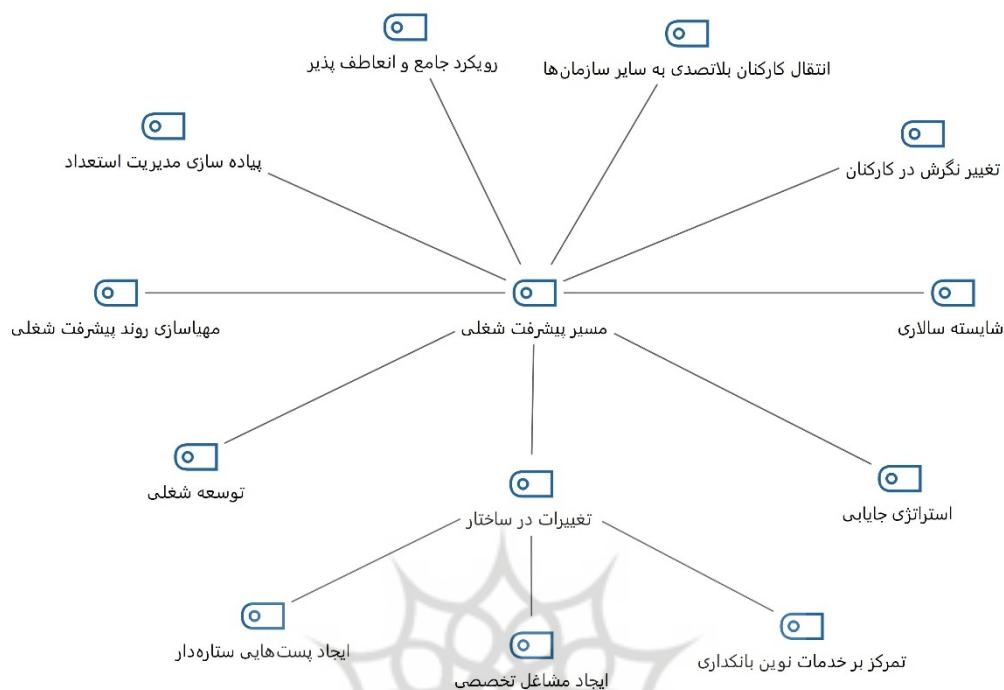 رویکرد جامع و انعاطف پذیر
انتقال کارکنان بلاتصدی به سایر سازمان‌ها
پیاده سازی مدیریت استعداد
تغییر نگرش در کارکنان
مهیاسازی روند پیشرفت شغلی
مسیر پیشرفت شغلی
شایسته سالاری
توسعه شغلی
تغییرات در ساختار
استراتژی جایابی
ایجاد پست‌هایی ستاره‌دار
ایجاد مشاغل تخصصی
تمرکز بر خدمات نوین بانکداری